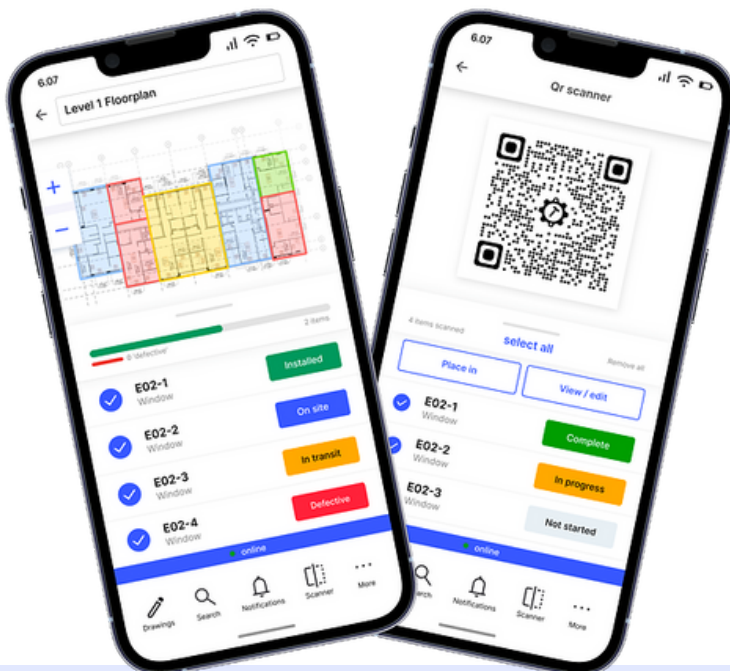 6:07
Level 1 Floorplan
+
−
2 items
E02-1
Window
Installed
E02-2
Window
On site
E02-3
Window
In transit
E02-4
Window
Defective
online
Drawings
Search
Notifications
Scanner
More
6:07
Qr scanner
4 items scanned
select all
Remove all
Place in
View / edit
E02-1
Window
Complete
E02-2
Window
In progress
E02-3
Window
Not started
online
Notifications
Scanner
More